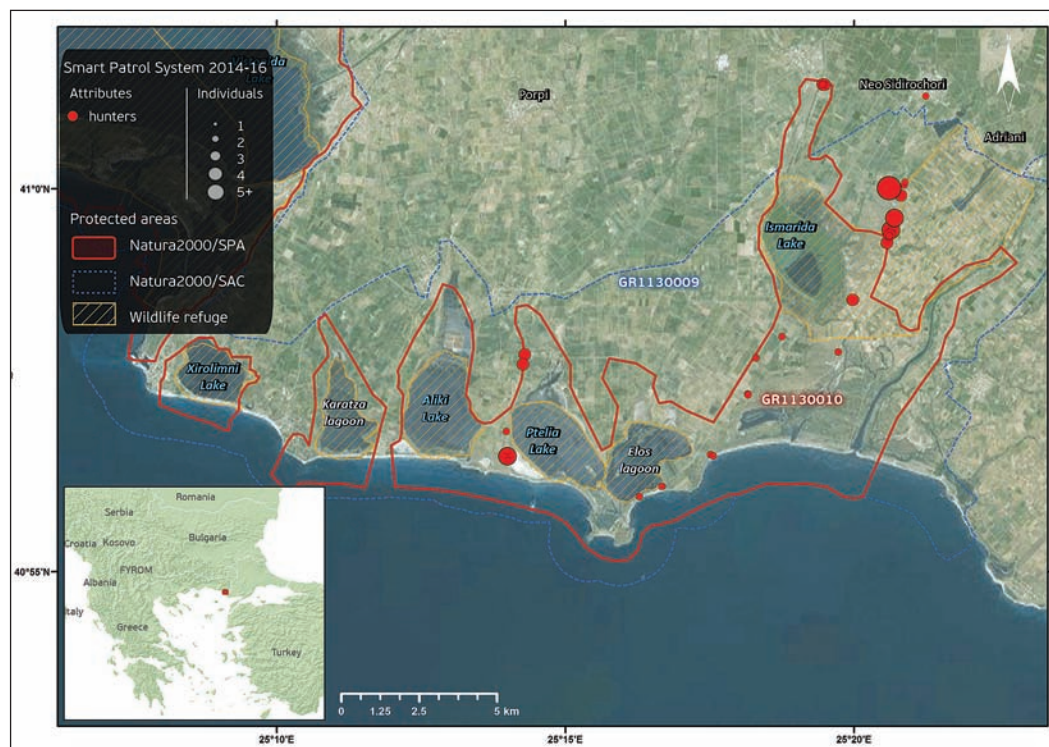 Smart Patrol System 2014-16
Attributes
Individuals
hunters
1
2
3
4
5+
Protected areas
Natura2000/SPA
Natura2000/SAC
Wildlife refuge
Lake
Porpi
Neo Sidirochori
Adriani
Ismarida
Lake
GR1130009
GR1130010
Xirolimni
Lake
Karatza
lagoon
Aliki
Lake
Ptelia
Lake
Elos
lagoon
41°0'
40°55'
Romania
Serbia
Croatia
Kosovo
Bulgaria
FYROM
Albania
Italy
Greece
Turkey
0
1.25
2.5
5 km
25°10'E
25°15'E
25°20'E